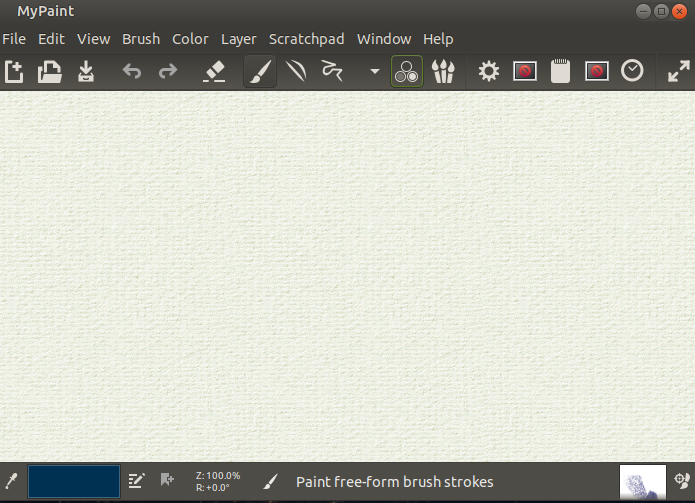 MyPaint
File Edit View Brush Color Layer Scratchpad Window Help
Z: 100.0%
R: +0.0°
Paint free-form brush strokes